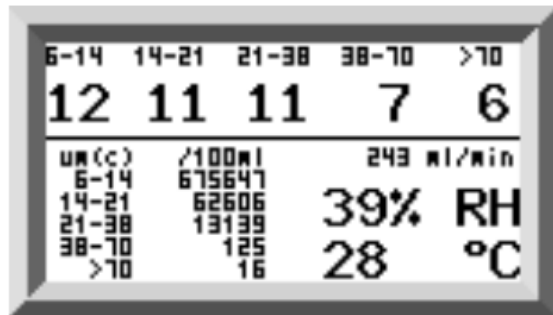 6-14 14-21 21-38 38-70 >70
12 11 11 7 6
um(c) /100ml 243 ml/min
6-14 675647
14-21 62606
21-38 13139
38-70 125
>70 16
39% RH
28 °C